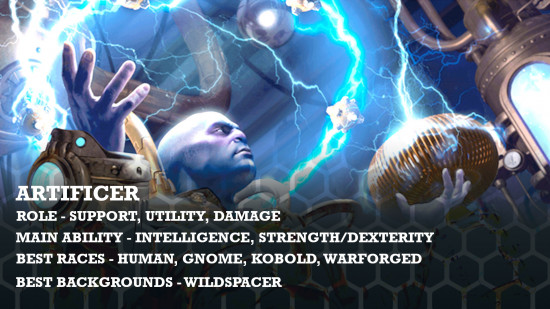 ARTIFICER
ROLE - SUPPORT, UTILITY, DAMAGE
MAIN ABILITY - INTELLIGENCE, STRENGTH/DEXTERITY
BEST RACES - HUMAN, GNOME, KOBOLD, WARFORGED
BEST BACKGROUNDS - WILDSPACER